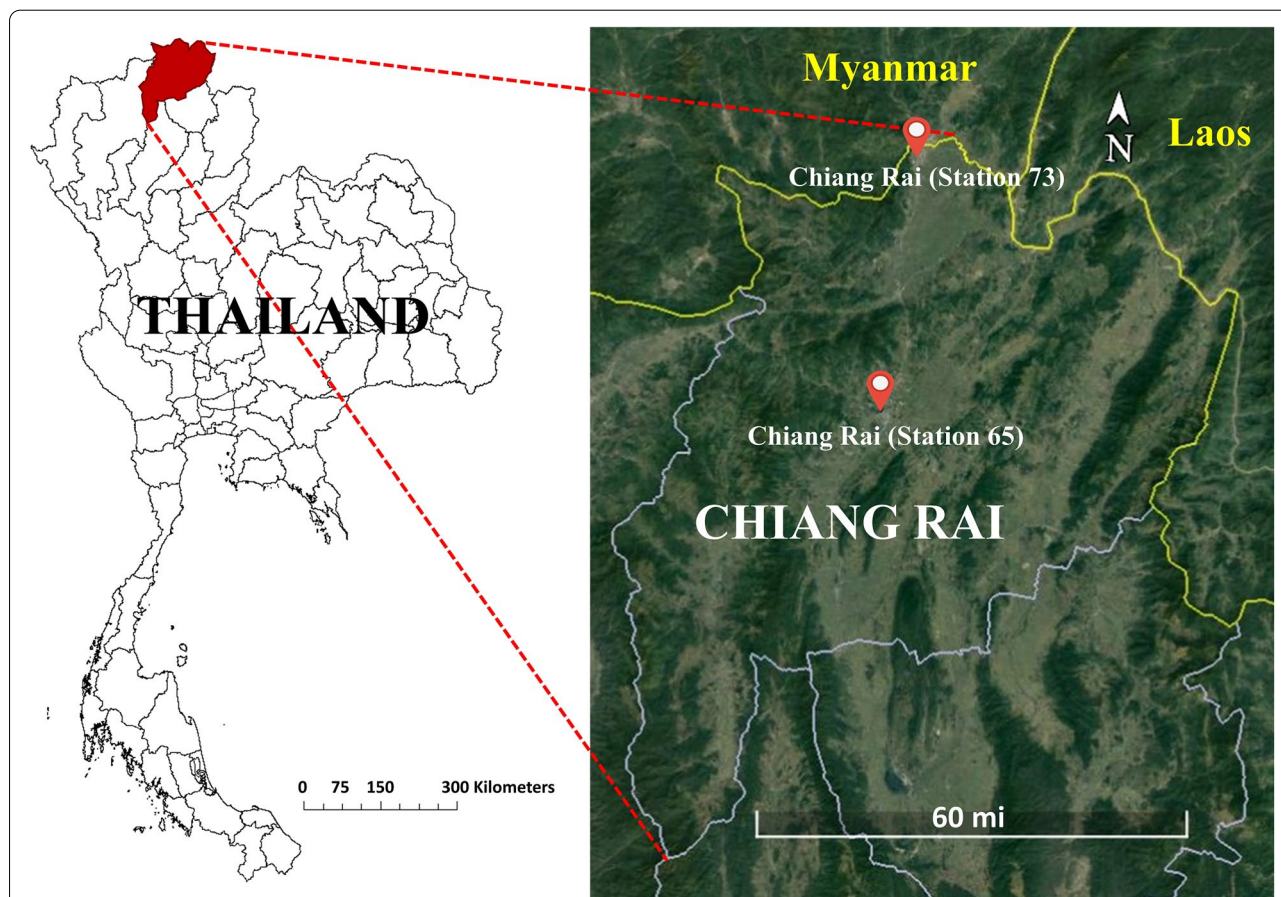 THAILAND
0 75 150 300 Kilometers
Myanmar
Laos
N
Chiang Rai (Station 73)
Chiang Rai (Station 65)
CHIANG RAI
60 mi